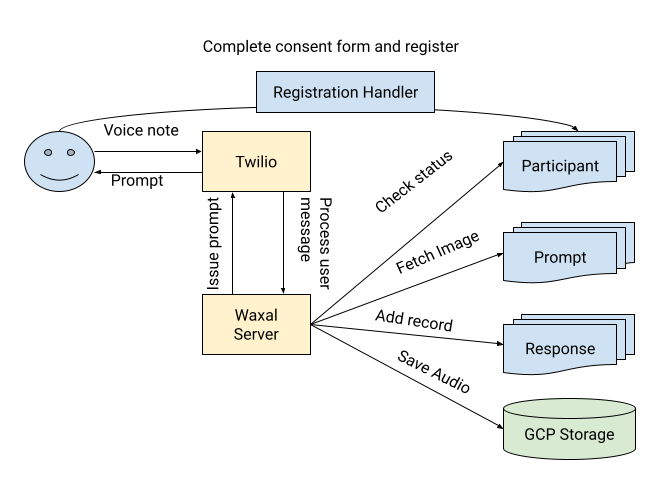 Complete consent form and register
Registration Handler
Voice note
Prompt
Twilio
Participant
Check status
Issue prompt
Process user
message
Fetch Image
Prompt
Waxal
Server
Add record
Response
Save Audio
GCP Storage